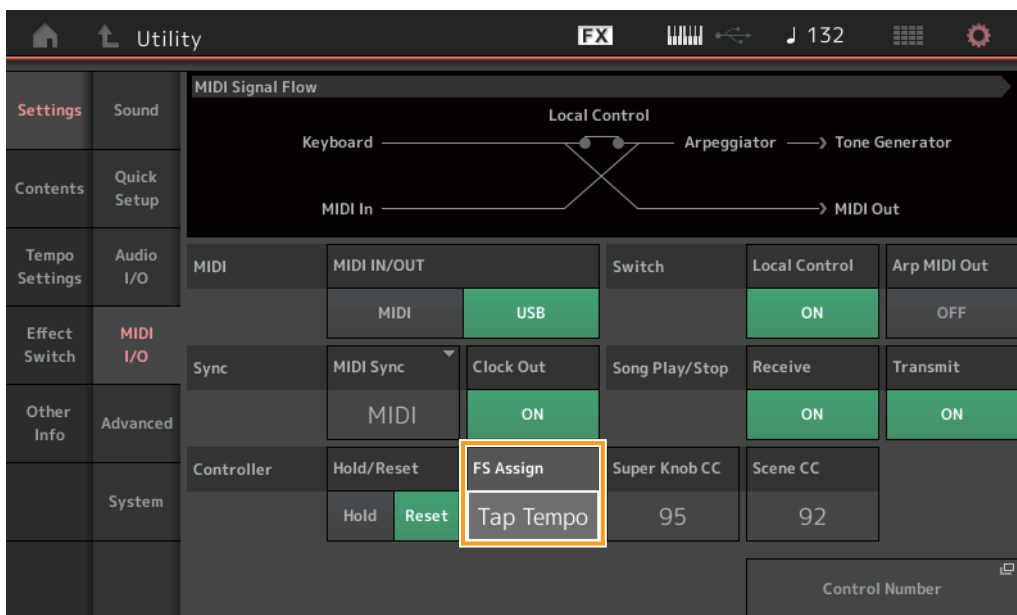 Utility FX ♩ 132
MIDI Signal Flow
Local Control
Keyboard Arpeggiator Tone Generator
MIDI In MIDI Out
Settings
Contents
Tempo
Settings
Effect
Switch
Other
Info
Sound
Quick
Setup
Audio
I/O
MIDI
I/O
Advanced
System
MIDI MIDI IN/OUT Switch Local Control Arp MIDI Out
MIDI USB ON OFF
Sync MIDI Sync Clock Out Song Play/Stop Receive Transmit
MIDI ON ON ON
Controller Hold/Reset FS Assign Super Knob CC Scene CC
Hold Reset Tap Tempo 95 92
Control Number